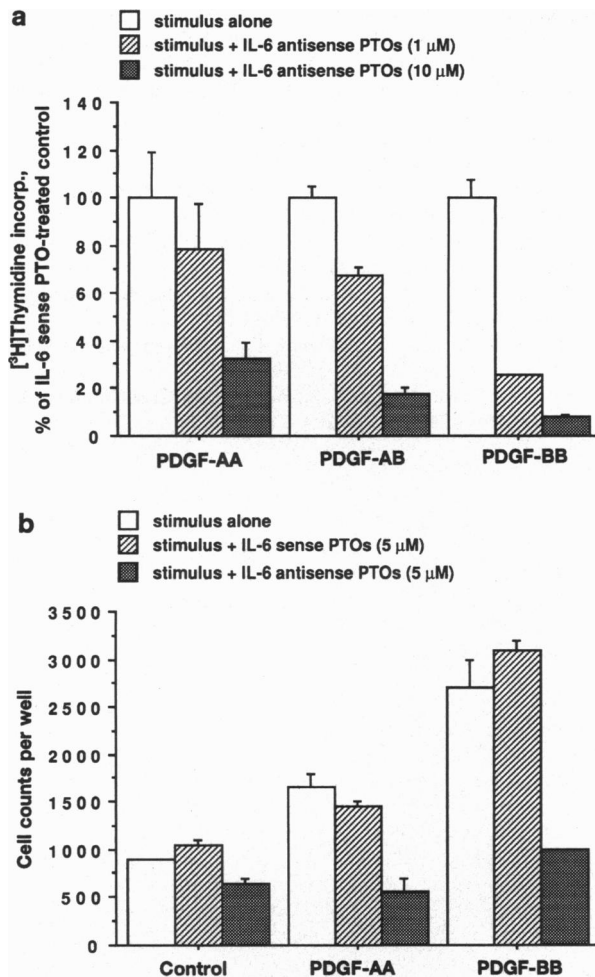 a
stimulus alone
stimulus + IL-6 antisense PTOs (1 μM)
stimulus + IL-6 antisense PTOs (10 μM)
[³H]Thymidine incorp.,
% of IL-6 sense PTO-treated control
140
120
100
80
60
40
20
0
PDGF-AA PDGF-AB PDGF-BB
b
stimulus alone
stimulus + IL-6 sense PTOs (5 μM)
stimulus + IL-6 antisense PTOs (5 μM)
Cell counts per well
3500
3000
2500
2000
1500
1000
500
0
Control PDGF-AA PDGF-BB